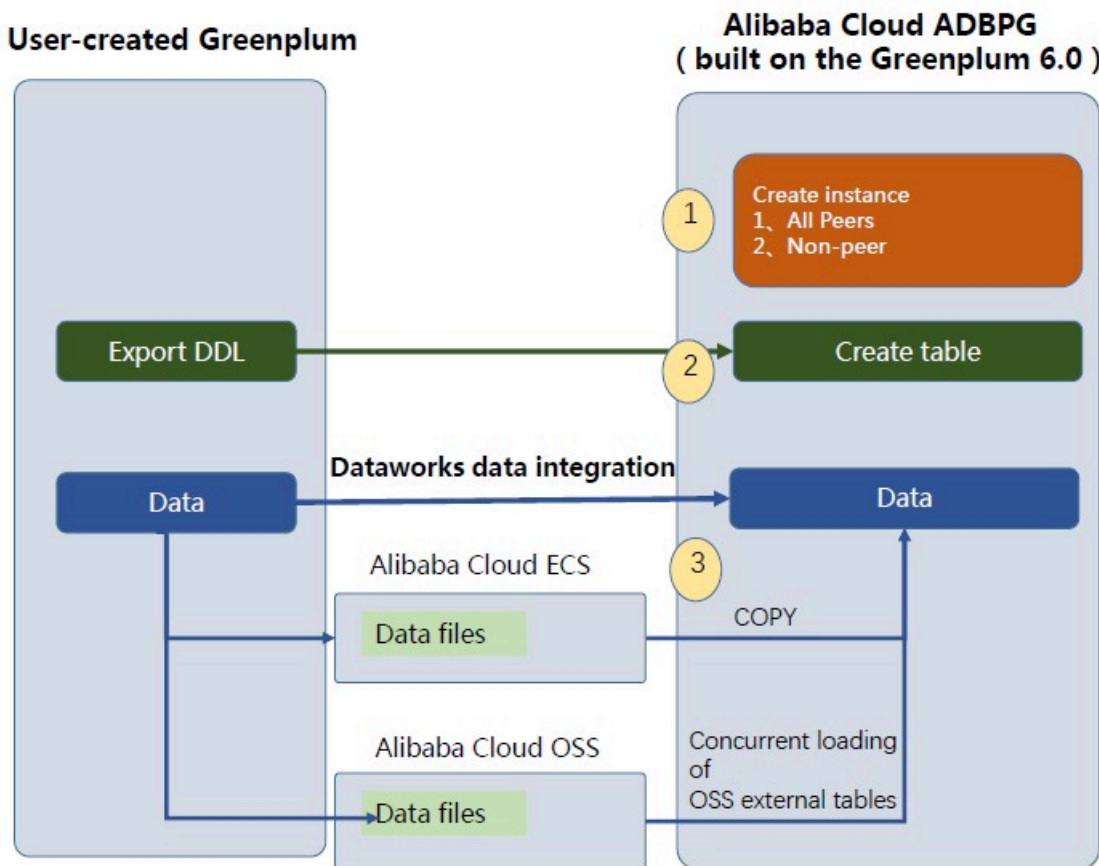 User-created Greenplum
Alibaba Cloud ADBPG
( built on the Greenplum 6.0 )
1
Create instance
1、All Peers
2、Non-peer
Export DDL
2
Create table
Dataworks data integration
Data
Data
3
Alibaba Cloud ECS
Data files
COPY
Alibaba Cloud OSS
Data files
Concurrent loading
of
OSS external tables